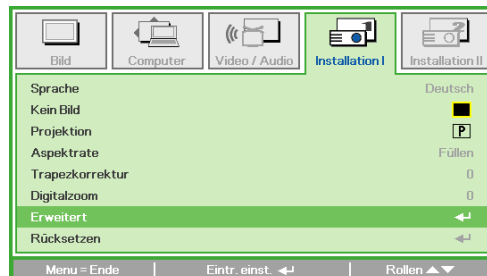 Bild Computer Video / Audio Installation I Installation II
Sprache Deutsch
Kein Bild
Projektion P
Aspektrate Füllen
Trapezkorrektur 0
Digitalzoom 0
Erweitert
Rücksetzen
Menu = Ende Eintr. einst. Rollen